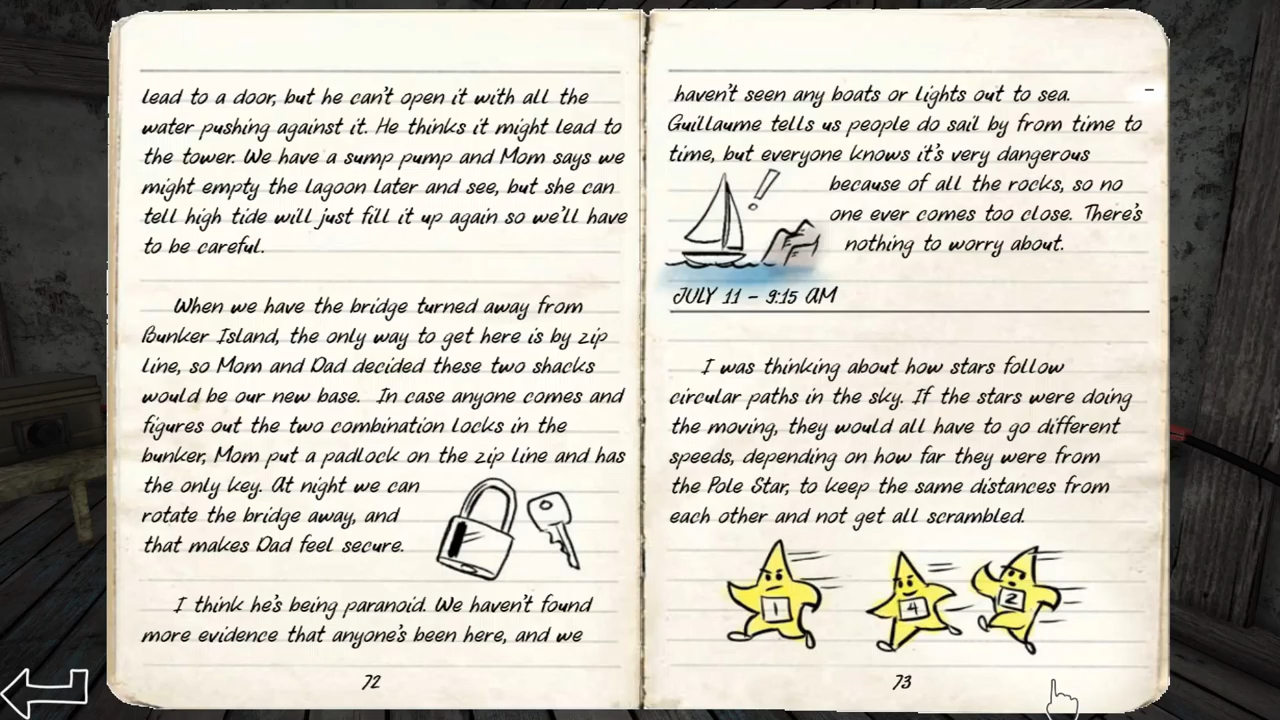 lead to a door, but he can't open it with all the
water pushing against it. He thinks it might lead to
the tower. We have a sump pump and Mom says we
might empty the lagoon later and see, but she can
tell high tide will just fill it up again so we'll have
to be careful.
When we have the bridge turned away from
Bunker Island, the only way to get here is by zip
line, so Mom and Dad decided these two shacks
would be our new base. In case anyone comes and
figures out the two combination locks in the
bunker, Mom put a padlock on the zip line and has
the only key. At night we can
rotate the bridge away, and
that makes Dad feel secure.
I think he's being paranoid. We haven't found
more evidence that anyone's been here, and we
72
haven't seen any boats or lights out to sea.
Guillaume tells us people do sail by from time to
time, but everyone knows it's very dangerous
because of all the rocks, so no
one ever comes too close. There's
nothing to worry about.
!
JULY 11 - 9:15 AM
I was thinking about how stars follow
circular paths in the sky. If the stars were doing
the moving, they would all have to go different
speeds, depending on how far they were from
the Pole Star, to keep the same distances from
each other and not get all scrambled.
1
4
2
73